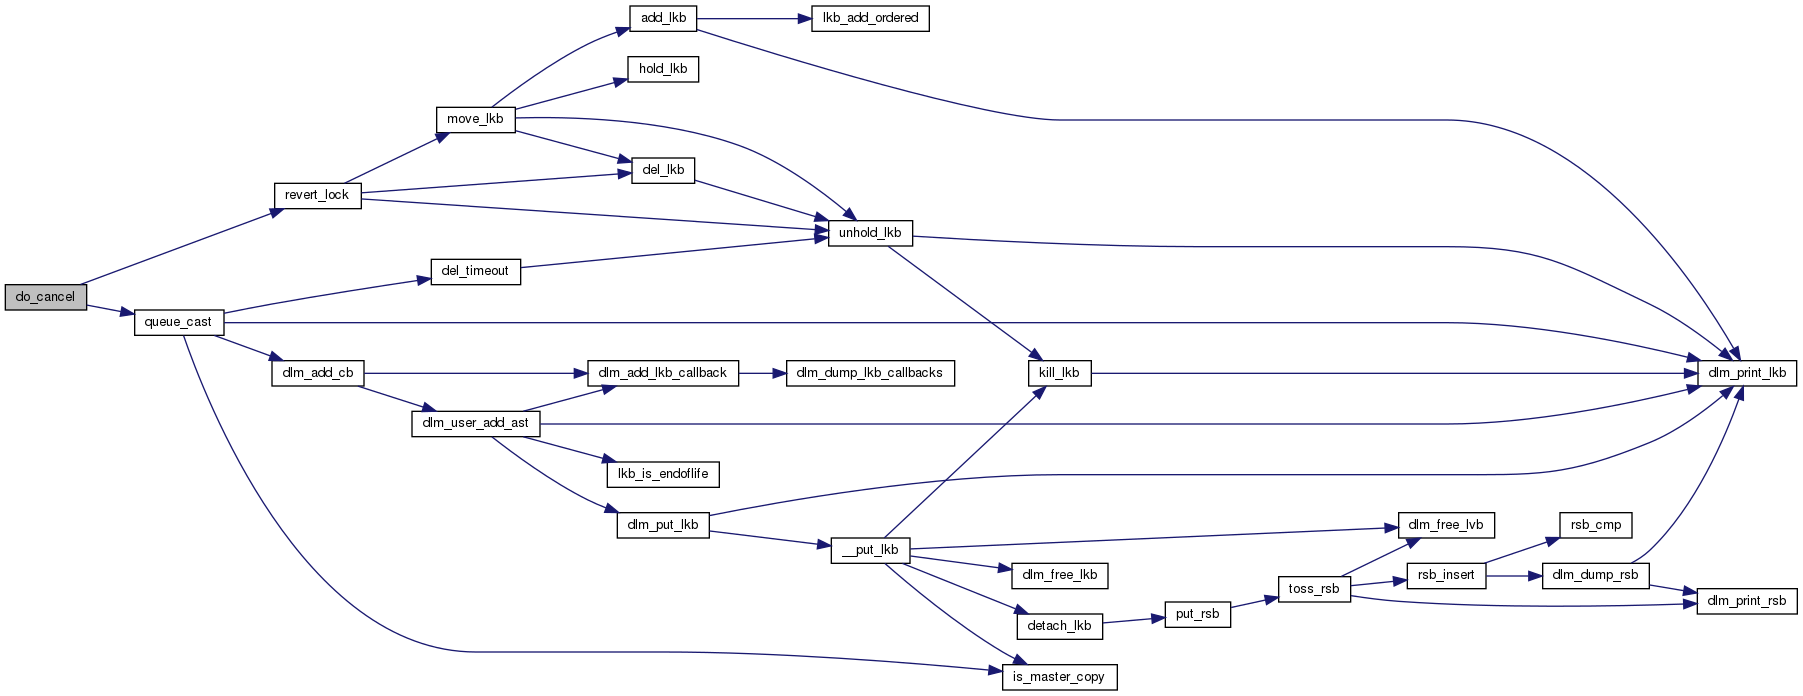 add_lkb
lkb_add_ordered
hold_lkb
move_lkb
del_lkb
revert_lock
unhold_lkb
del_timeout
do_cancel
queue_cast
dlm_add_cb
dlm_add_lkb_callback
dlm_dump_lkb_callbacks
kill_lkb
dlm_print_lkb
dlm_user_add_ast
lkb_is_endoflife
dlm_put_lkb
dlm_free_lvb
rsb_cmp
__put_lkb
dlm_free_lkb
rsb_insert
dlm_dump_rsb
toss_rsb
dlm_print_rsb
put_rsb
detach_lkb
is_master_copy